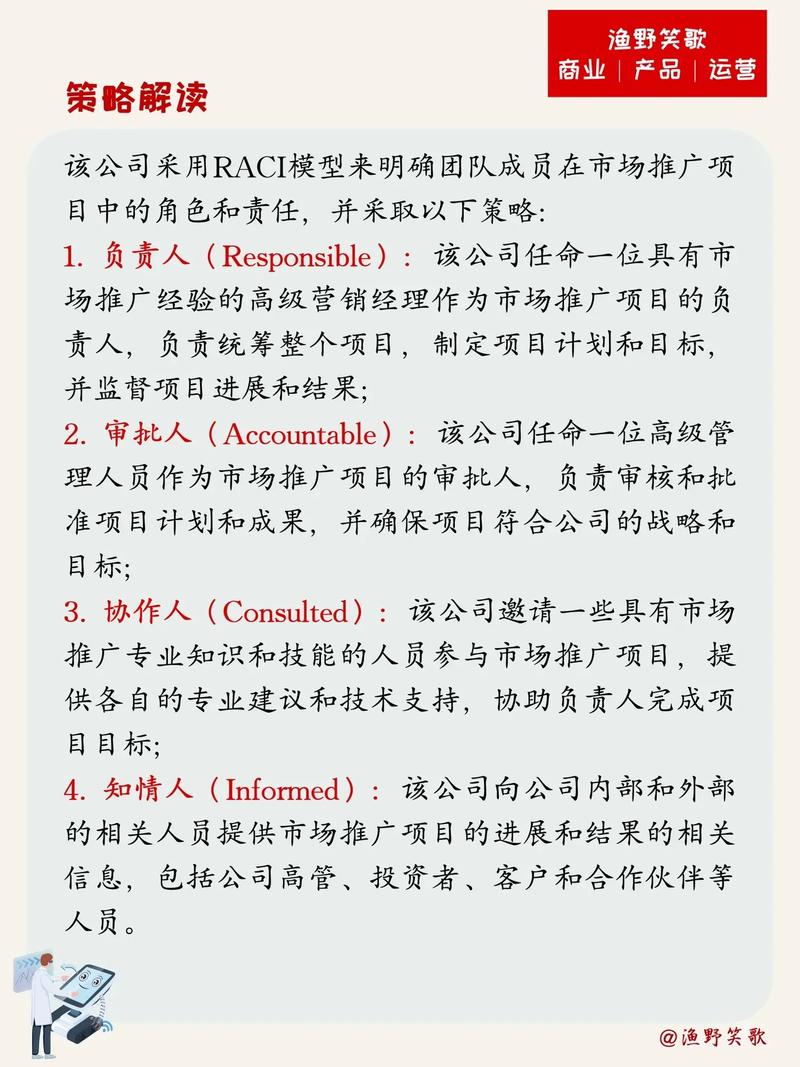 渔野笑歌
商业｜产品｜运营
策略解读
该公司采用RACI模型来明确团队成员在市场推广项
目中的角色和责任，并采取以下策略：
1. 负责人（Responsible）：该公司任命一位具有市
场推广经验的高级营销经理作为市场推广项目的负
责人，负责统筹整个项目，制定项目计划和目标，
并监督项目进展和结果；
2. 审批人（Accountable）：该公司任命一位高级管
理人员作为市场推广项目的审批人，负责审核和批
准项目计划和成果，并确保项目符合公司的战略和
目标；
3. 协作人（Consulted）：该公司邀请一些具有市场
推广专业知识和技能的人员参与市场推广项目，提
供各自的专业建议和技术支持，协助负责人完成项
目目标；
4. 知情人（Informed）：该公司向公司内部和外部
的相关人员提供市场推广项目的进展和结果的相关
信息，包括公司高管、投资者、客户和合作伙伴等
人员。
@渔野笑歌